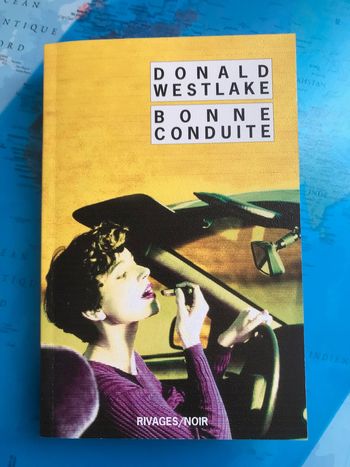 DONALD
WESTLAKE
BONNE
CONDUITE
RIVAGES/NOIR